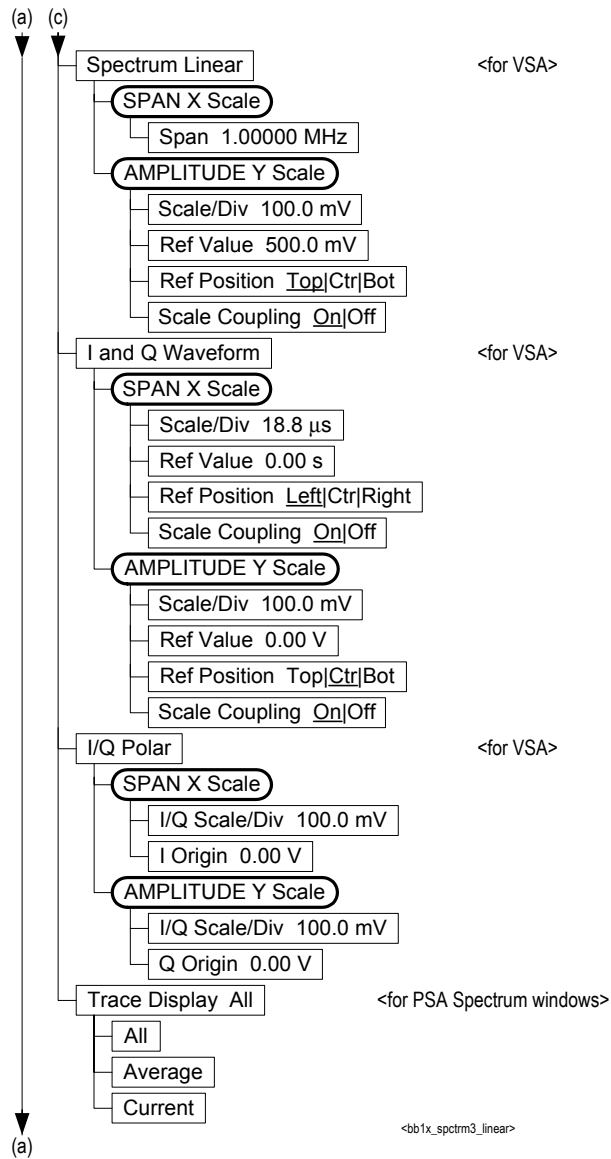 (a) (c)
Spectrum Linear <for VSA>
SPAN X Scale
Span 1.00000 MHz
AMPLITUDE Y Scale
Scale/Div 100.0 mV
Ref Value 500.0 mV
Ref Position Top|Ctr|Bot
Scale Coupling On|Off
I and Q Waveform <for VSA>
SPAN X Scale
Scale/Div 18.8 μs
Ref Value 0.00 s
Ref Position Left|Ctr|Right
Scale Coupling On|Off
AMPLITUDE Y Scale
Scale/Div 100.0 mV
Ref Value 0.00 V
Ref Position Top|Ctr|Bot
Scale Coupling On|Off
I/Q Polar <for VSA>
SPAN X Scale
I/Q Scale/Div 100.0 mV
I Origin 0.00 V
AMPLITUDE Y Scale
I/Q Scale/Div 100.0 mV
Q Origin 0.00 V
Trace Display All <for PSA Spectrum windows>
All
Average
Current
<bb1x_spctrm3_linear>
(a)